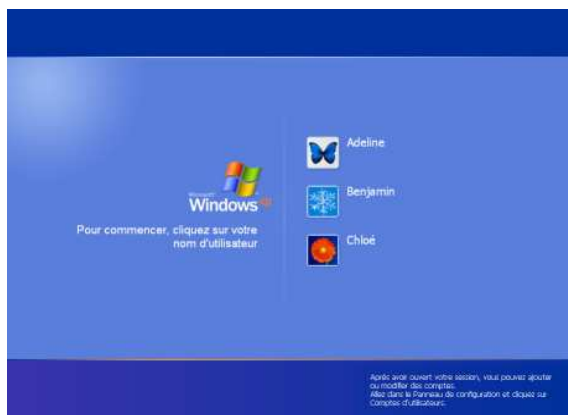 Adeline
Microsoft
Windows xp
Benjamin
Pour commencer, cliquez sur votre
nom d'utilisateur
Chloé
Après avoir ouvert votre session, vous pouvez ajouter
ou modifier des comptes.
Allez dans le Panneau de configuration et cliquez sur
Comptes d'utilisateurs.